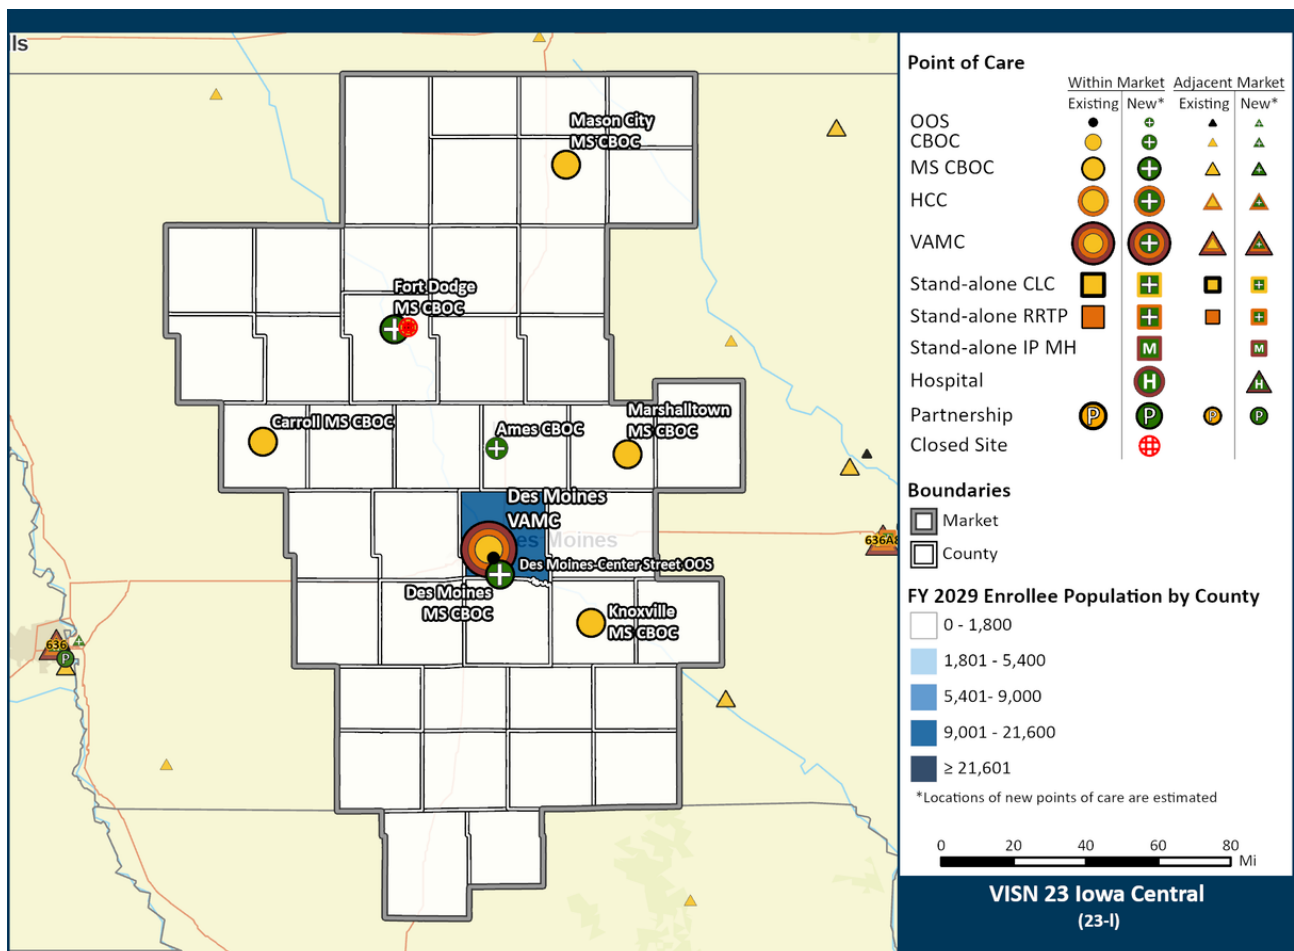 ls
Mason City
MS CBOC
Fort Dodge
MS CBOC
Carroll MS CBOC
Ames CBOC
Marshalltown
MS CBOC
Des Moines
VAMC
es Moines
Des Moines-Center Street OOS
Des Moines
MS CBOC
Knoxville
MS CBOC
636A8
636
P
Point of Care
Within Market Adjacent Market
Existing New* Existing New*
OOS
CBOC
MS CBOC
HCC
VAMC
Stand-alone CLC
Stand-alone RRTP
Stand-alone IP MH M M
Hospital H H
Partnership P P P P
Closed Site
Boundaries
Market
County
FY 2029 Enrollee Population by County
0 - 1,800
1,801 - 5,400
5,401- 9,000
9,001 - 21,600
≥ 21,601
*Locations of new points of care are estimated
0 20 40 60 80
Mi
VISN 23 Iowa Central
(23-l)